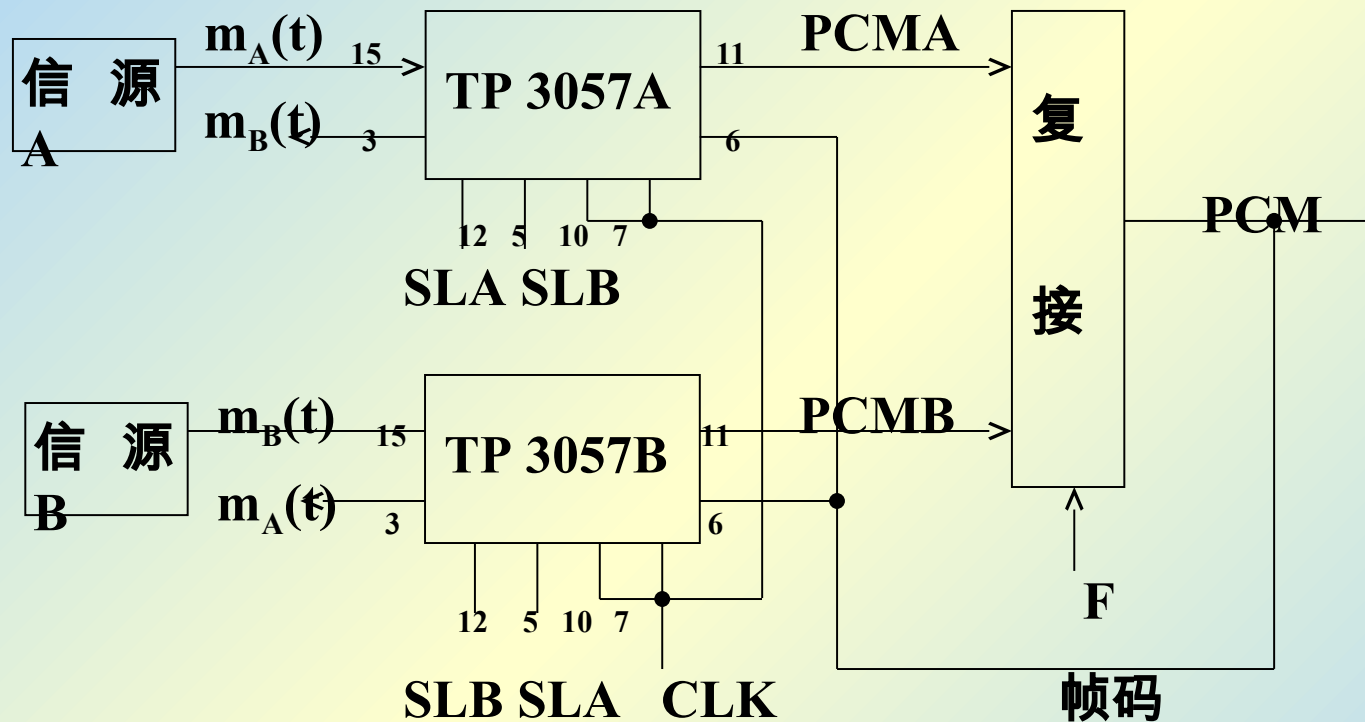 m_A(t) 15 11 PCMA
信 源
A
TP 3057A
复
m_B(t) 3 6
PCM
12 5 10 7
SLA SLB
接
m_B(t) 15 11 PCMB
信 源
B
TP 3057B
m_A(t) 3 6
F
12 5 10 7
SLB SLA CLK
帧码